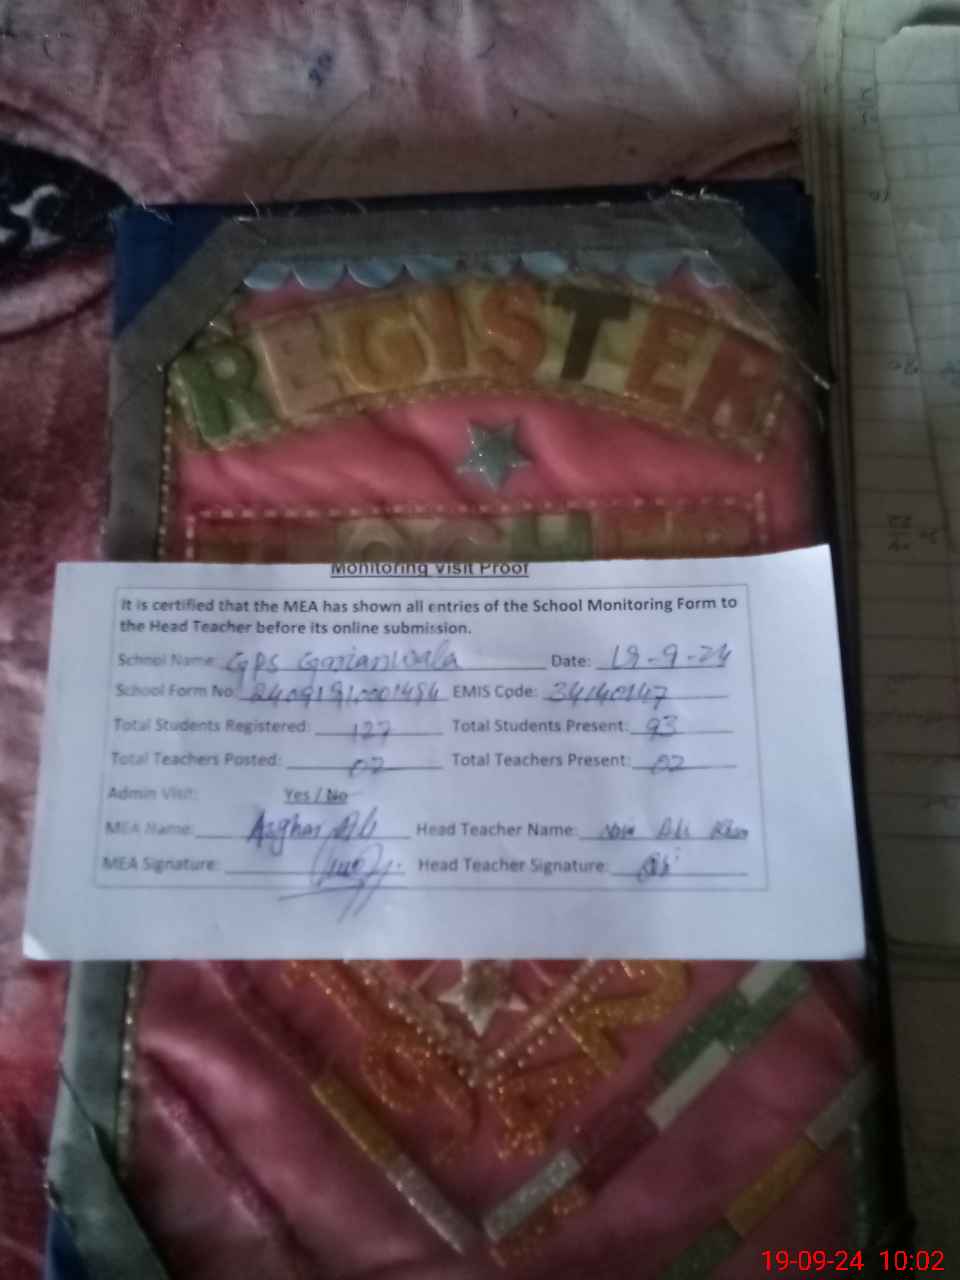 REGISTER
Monitoring Visit Proof
It is certified that the MEA has shown all entries of the School Monitoring Form to
the Head Teacher before its online submission.
School Name: GPS Date: 19-9-24
School Form No: EMIS Code: 34140147
Total Students Registered: 127 Total Students Present: 93
Total Teachers Posted: 02 Total Teachers Present: 02
Admin Visit: Yes / No
MEA Name: Asghar Ali Head Teacher Name: Ali Khan
MEA Signature: Head Teacher Signature:
19-09-24 10:02